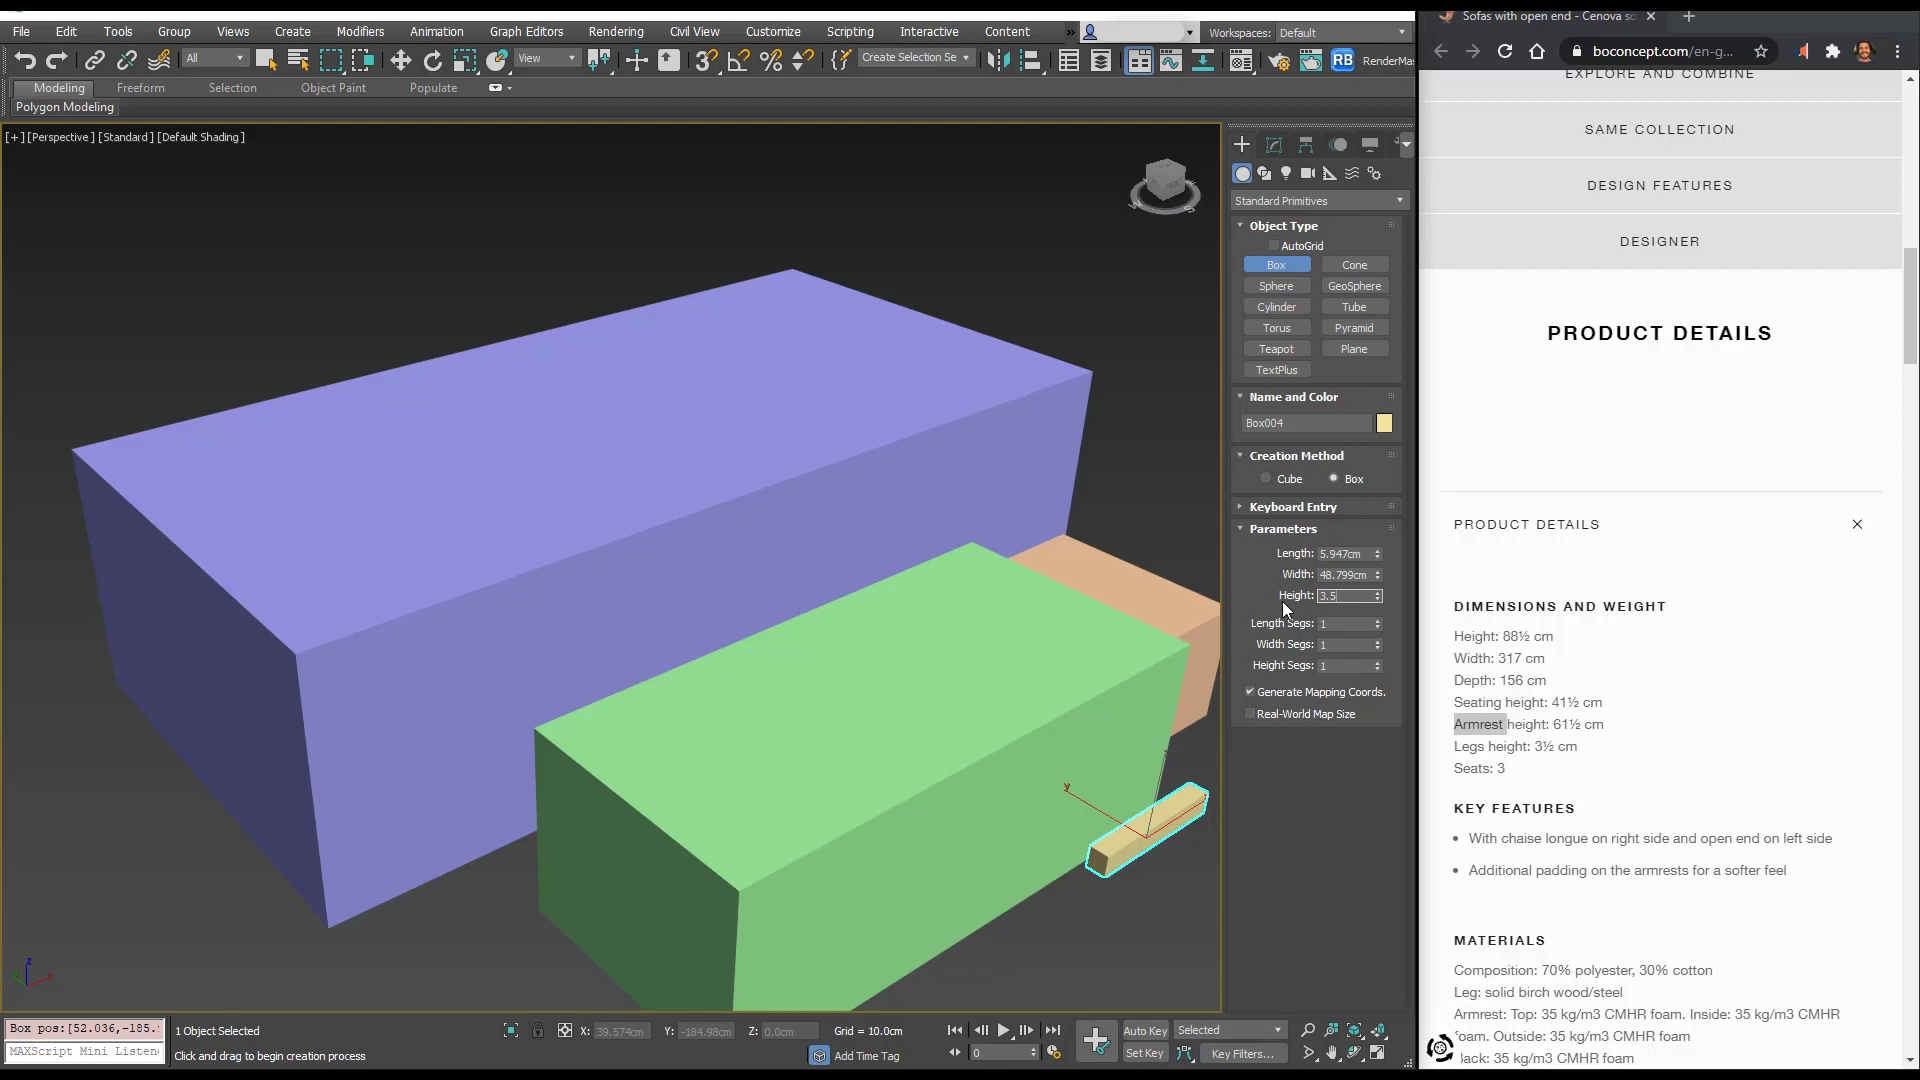 File Edit Tools Group Views Create Modifiers Animation Graph Editors Rendering Civil View Customize Scripting Interactive Content » Workspaces: Default
All View Create Selection Se RB RenderMas
Modeling Freeform Selection Object Paint Populate
Polygon Modeling
[+] [Perspective ] [Standard ] [Default Shading ]
Standard Primitives
Object Type
AutoGrid
Box Cone
Sphere GeoSphere
Cylinder Tube
Torus Pyramid
Teapot Plane
TextPlus
Name and Color
Box004
Creation Method
Cube Box
Keyboard Entry
Parameters
Length: 5.947cm
Width: 48.799cm
Height: 3.5
Length Segs: 1
Width Segs: 1
Height Segs: 1
Generate Mapping Coords.
Real-World Map Size
y
z
x
Box pos:[52.036,-185.
MAXScript Mini Listen
1 Object Selected
Click and drag to begin creation process
X: 39.574cm Y: -184.98cm Z: 0.0cm Grid = 10.0cm
Add Time Tag
0
Auto Key Selected
Set Key Key Filters...
Sofas with open end - Cenova so
boconcept.com/en-g...
EXPLORE AND COMBINE
SAME COLLECTION
DESIGN FEATURES
DESIGNER
PRODUCT DETAILS
PRODUCT DETAILS
DIMENSIONS AND WEIGHT
Height: 88½ cm
Width: 317 cm
Depth: 156 cm
Seating height: 41½ cm
Armrest height: 61½ cm
Legs height: 3½ cm
Seats: 3
KEY FEATURES
• With chaise longue on right side and open end on left side
• Additional padding on the armrests for a softer feel
MATERIALS
Composition: 70% polyester, 30% cotton
Leg: solid birch wood/steel
Armrest: Top: 35 kg/m3 CMHR foam. Inside: 35 kg/m3 CMHR
foam. Outside: 35 kg/m3 CMHR foam
Back: 35 kg/m3 CMHR foam